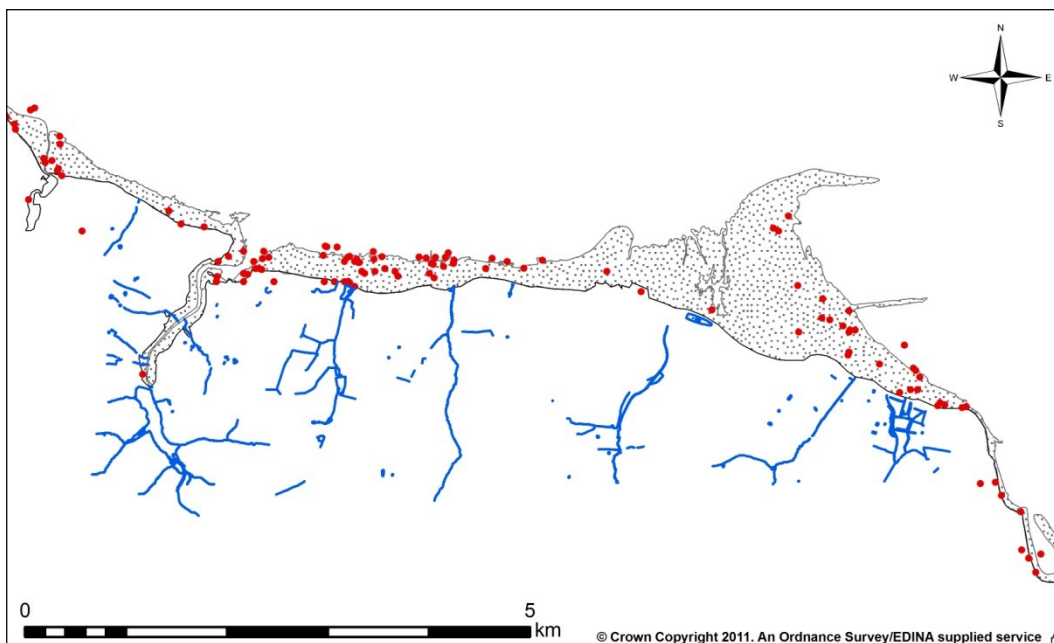 N
W E
S
0 5
km
© Crown Copyright 2011. An Ordnance Survey/EDINA supplied service